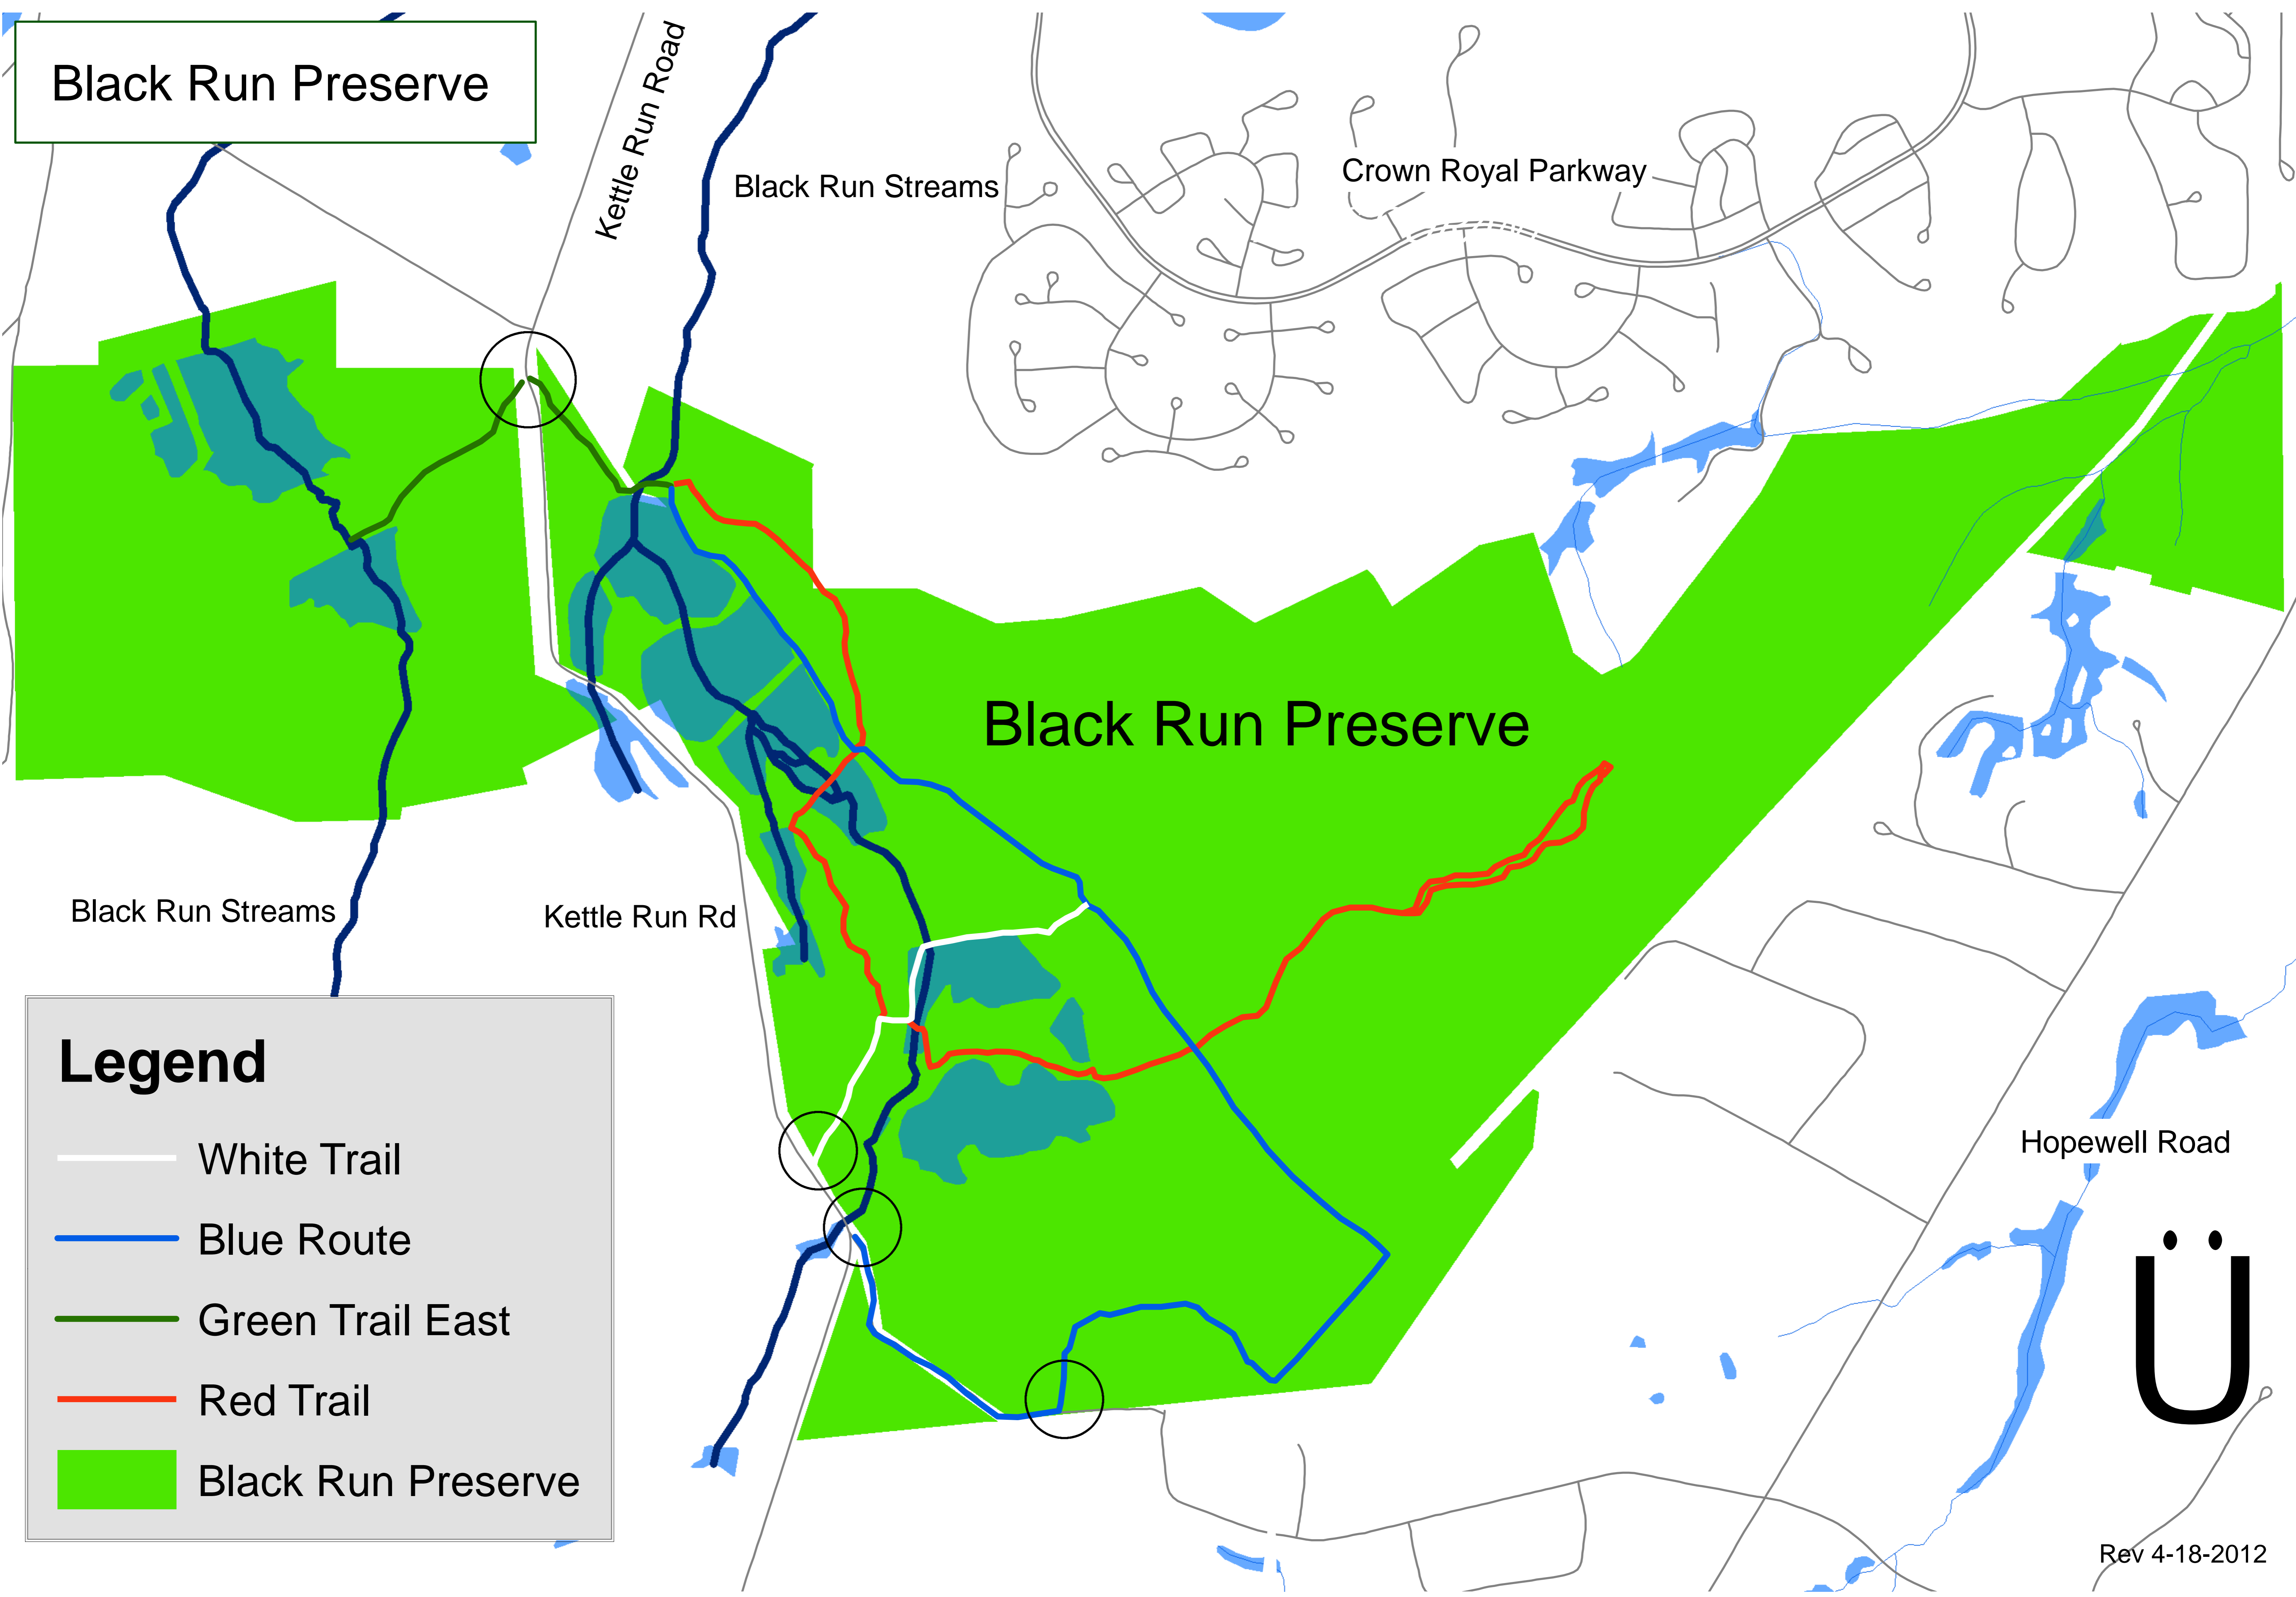 Black Run Preserve
Kettle Run Road
Black Run Streams
Crown Royal Parkway
Black Run Preserve
Black Run Streams
Kettle Run Rd
Legend
White Trail
Blue Route
Green Trail East
Red Trail
Black Run Preserve
Hopewell Road
Ü
Rev 4-18-2012